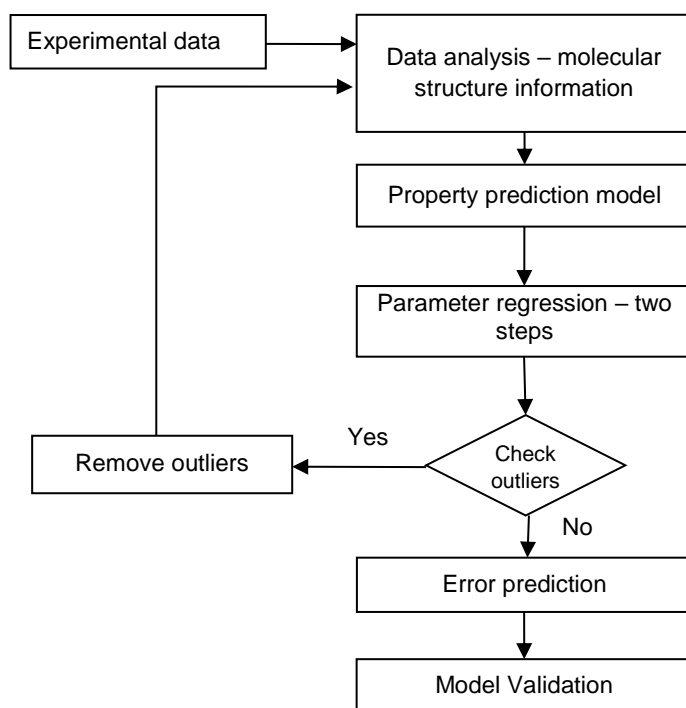 Experimental data
Data analysis – molecular
structure information
Property prediction model
Parameter regression – two
steps
Yes
Remove outliers
Check
outliers
No
Error prediction
Model Validation